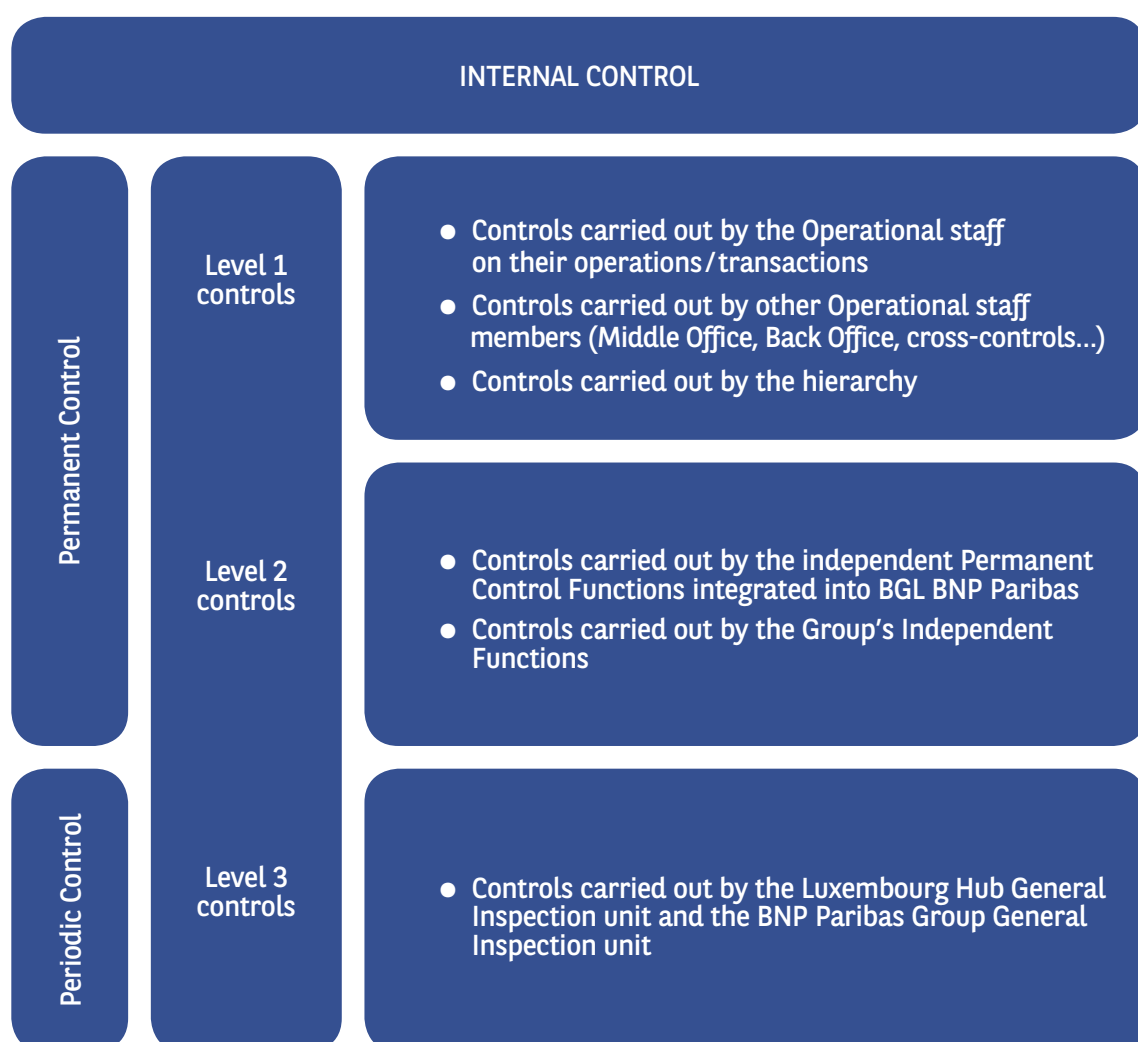 INTERNAL CONTROL
Permanent Control
Level 1
controls
● Controls carried out by the Operational staff
on their operations/transactions
● Controls carried out by other Operational staff
members (Middle Office, Back Office, cross-controls...)
● Controls carried out by the hierarchy
Level 2
controls
● Controls carried out by the independent Permanent
Control Functions integrated into BGL BNP Paribas
● Controls carried out by the Group's Independent
Functions
Periodic Control
Level 3
controls
● Controls carried out by the Luxembourg Hub General
Inspection unit and the BNP Paribas Group General
Inspection unit